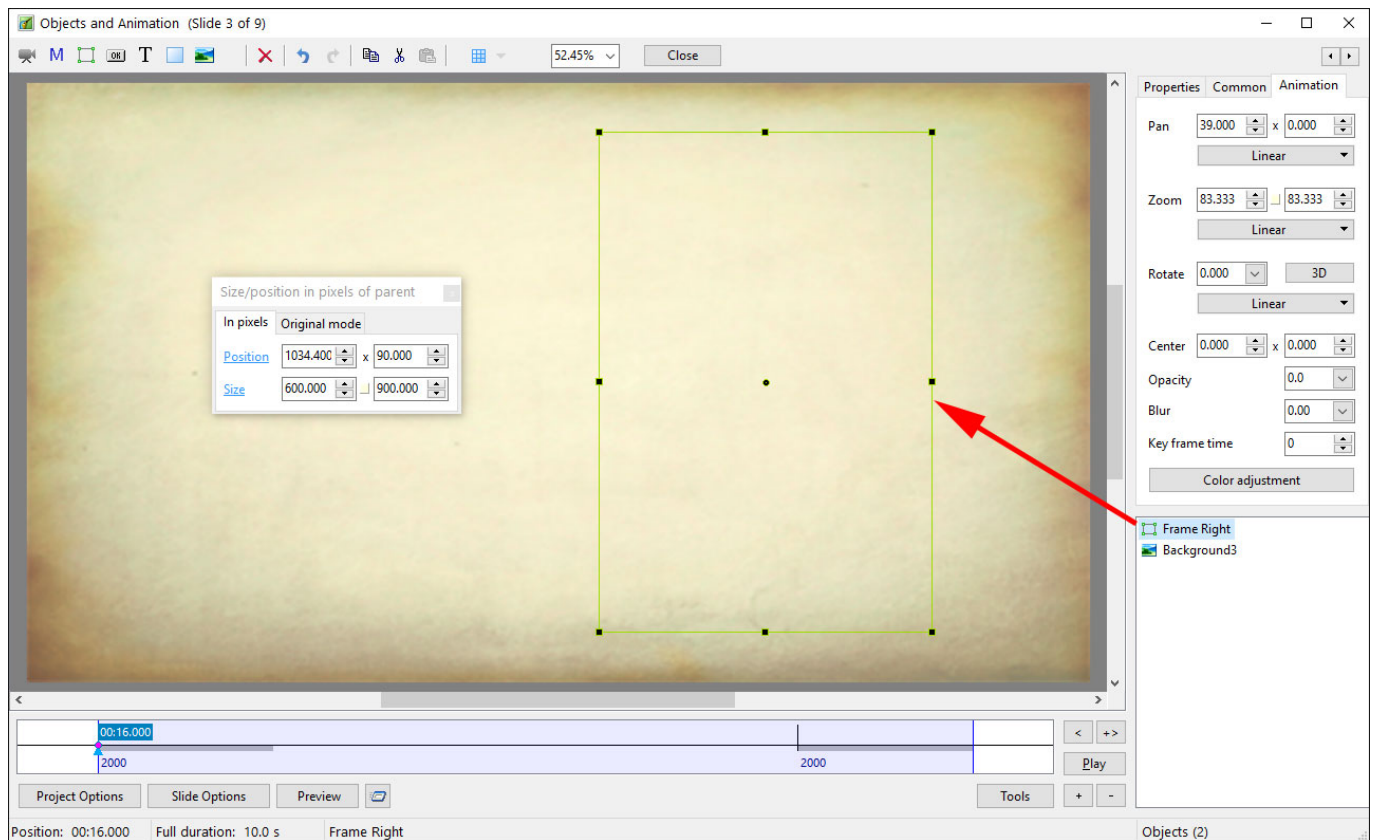 Objects and Animation (Slide 3 of 9)
M OK T 52.45% Close
Properties Common Animation
Pan 39.000 x 0.000
Linear
Zoom 83.333 83.333
Linear
Rotate 0.000 3D
Linear
Center 0.000 x 0.000
Opacity 0.0
Blur 0.00
Key frame time 0
Color adjustment
Size/position in pixels of parent
In pixels Original mode
Position 1034.400 x 90.000
Size 600.000 900.000
Frame Right
Background3
00:16.000
2000 2000
< +>
Play
Project Options Slide Options Preview Tools + -
Position: 00:16.000 Full duration: 10.0 s Frame Right Objects (2)